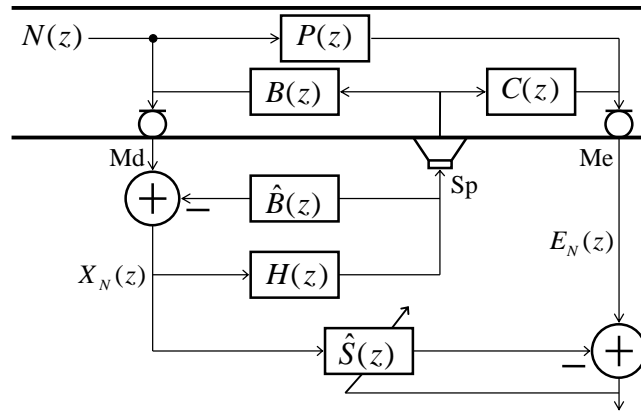 N(z)
P(z)
B(z)
C(z)
Md
Me
Sp
+
−
B̂(z)
E_N(z)
X_N(z)
H(z)
Ŝ(z)
−
+